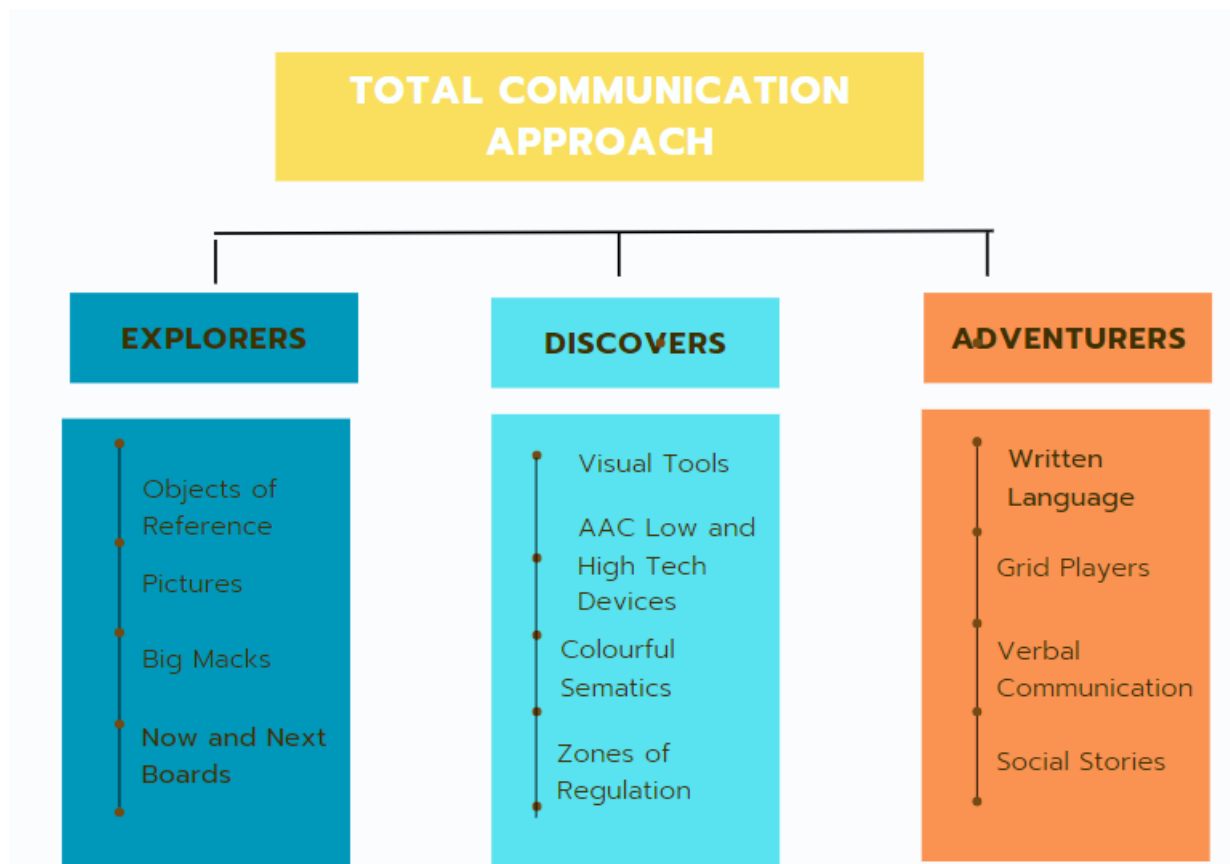 TOTAL COMMUNICATION
APPROACH
EXPLORERS
Objects of
Reference
Pictures
Big Macks
Now and Next
Boards
DISCOVERS
Visual Tools
AAC Low and
High Tech
Devices
Colourful
Sematics
Zones of
Regulation
ADVENTURERS
Written
Language
Grid Players
Verbal
Communication
Social Stories